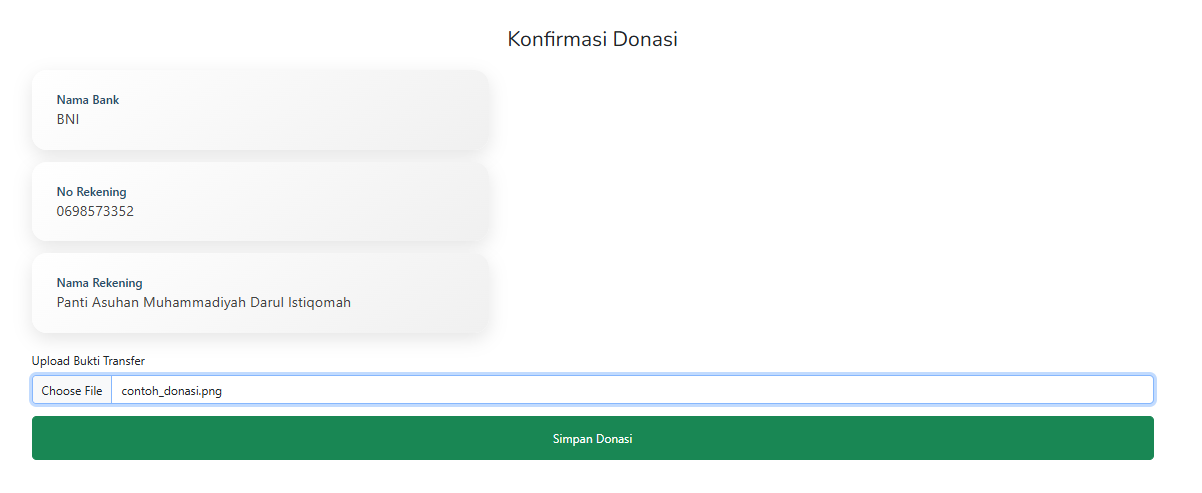 Konfirmasi Donasi
Nama Bank
BNI
No Rekening
0698573352
Nama Rekening
Panti Asuhan Muhammadiyah Darul Istiqomah
Upload Bukti Transfer
Choose File contoh_donasi.png
Simpan Donasi